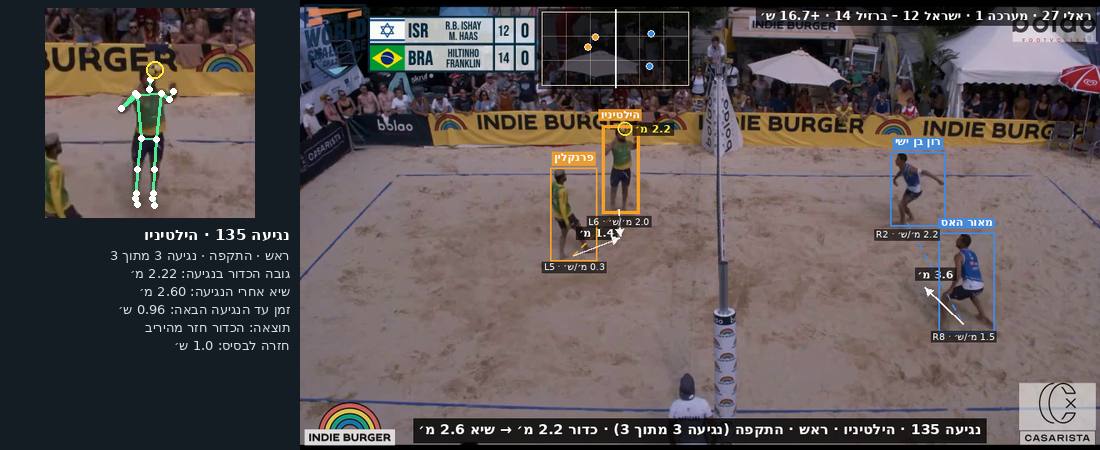 ראלי 27 · מערכה 1 · ישראל 12 – ברזיל 14 · +16.7 ש׳
ISR R.B. ISHAY M. HAAS 12 0
BRA HILTINHO FRANKLIN 14 0
INDIE BURGER
bolao
FOOTVOLLEY
BURGER
CASARISTA
bolao
INDIE BURGER
INDIE BURGER
INDIE BURG
הילטיניו
2.2 מ׳
פרנקלין
L6 · 2.0 מ׳/ש׳
1.4 מ׳
L5 · 0.3 מ׳/ש׳
רון בן ישי
R2 · 2.2 מ׳/ש׳
מאור האס
3.6 מ׳
R8 · 1.5 מ׳/ש׳
נגיעה 135 · הילטיניו
ראש · התקפה · נגיעה 3 מתוך 3
גובה הכדור בנגיעה: 2.22 מ׳
שיא אחרי הנגיעה: 2.60 מ׳
זמן עד הנגיעה הבאה: 0.96 ש׳
תוצאה: הכדור חזר מהיריב
חזרה לבסיס: 1.0 ש׳
נגיעה 135 · הילטיניו · ראש · התקפה (נגיעה 3 מתוך 3) · כדור 2.2 מ׳ → שיא 2.6 מ׳
INDIE BURGER
CASARISTA